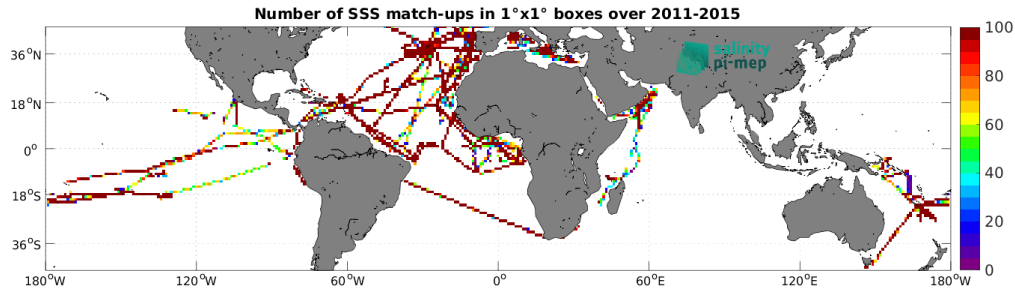 Number of SSS match-ups in 1°x1° boxes over 2011-2015
36°N
18°N
0°
18°S
36°S
180°W
120°W
60°W
0°
60°E
120°E
180°W
salinity
pi-mep
100
80
60
40
20
0